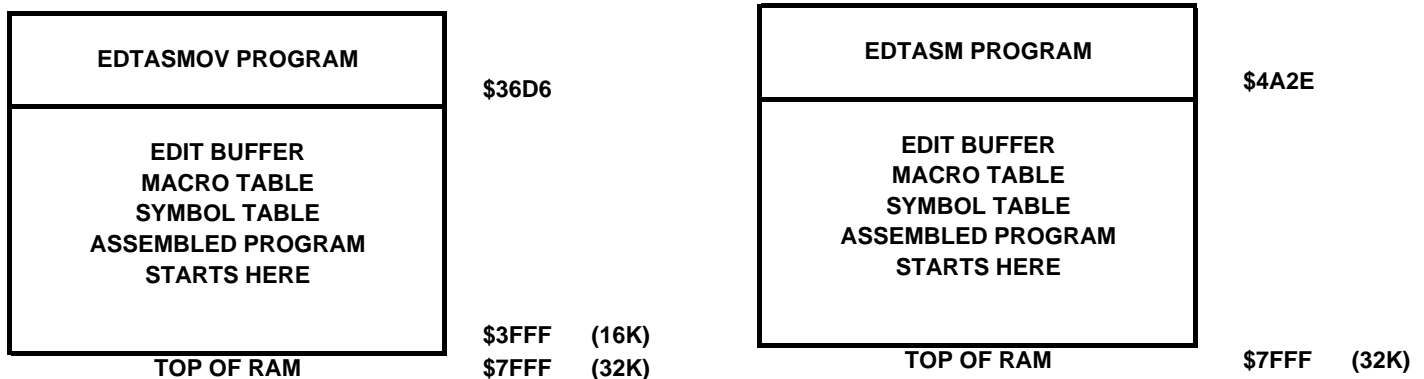 EDTASMOV PROGRAM
$36D6
EDIT BUFFER
MACRO TABLE
SYMBOL TABLE
ASSEMBLED PROGRAM
STARTS HERE
$3FFF (16K)
TOP OF RAM $7FFF (32K)
EDTASM PROGRAM
$4A2E
EDIT BUFFER
MACRO TABLE
SYMBOL TABLE
ASSEMBLED PROGRAM
STARTS HERE
TOP OF RAM $7FFF (32K)